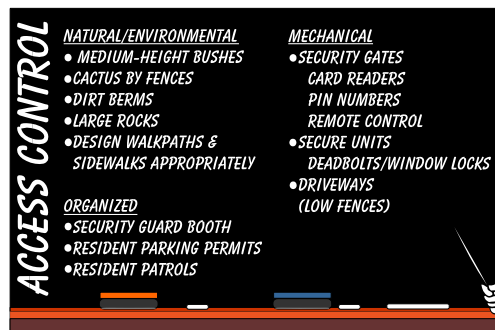 ACCESS CONTROL
NATURAL/ENVIRONMENTAL
• MEDIUM-HEIGHT BUSHES
•CACTUS BY FENCES
•DIRT BERMS
•LARGE ROCKS
•DESIGN WALKPATHS &
SIDEWALKS APPROPRIATELY
ORGANIZED
•SECURITY GUARD BOOTH
•RESIDENT PARKING PERMITS
•RESIDENT PATROLS
MECHANICAL
•SECURITY GATES
CARD READERS
PIN NUMBERS
REMOTE CONTROL
•SECURE UNITS
DEADBOLTS/WINDOW LOCKS
•DRIVEWAYS
(LOW FENCES)